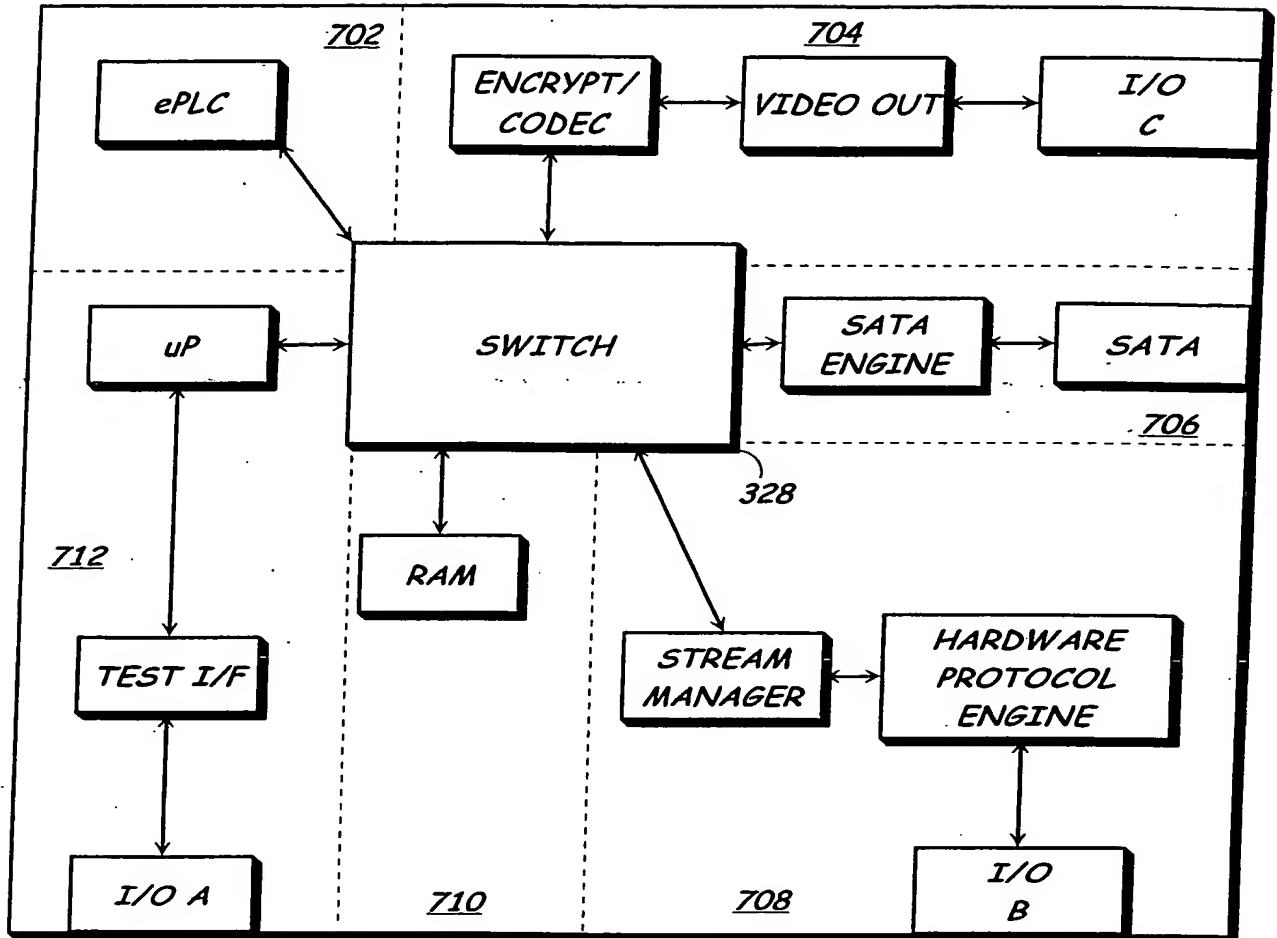 702
704
ePLC
ENCRYPT/
CODEC
VIDEO OUT
I/O
C
uP
SWITCH
SATA
ENGINE
SATA
706
328
712
RAM
TEST I/F
STREAM
MANAGER
HARDWARE
PROTOCOL
ENGINE
I/O A
710
708
I/O
B